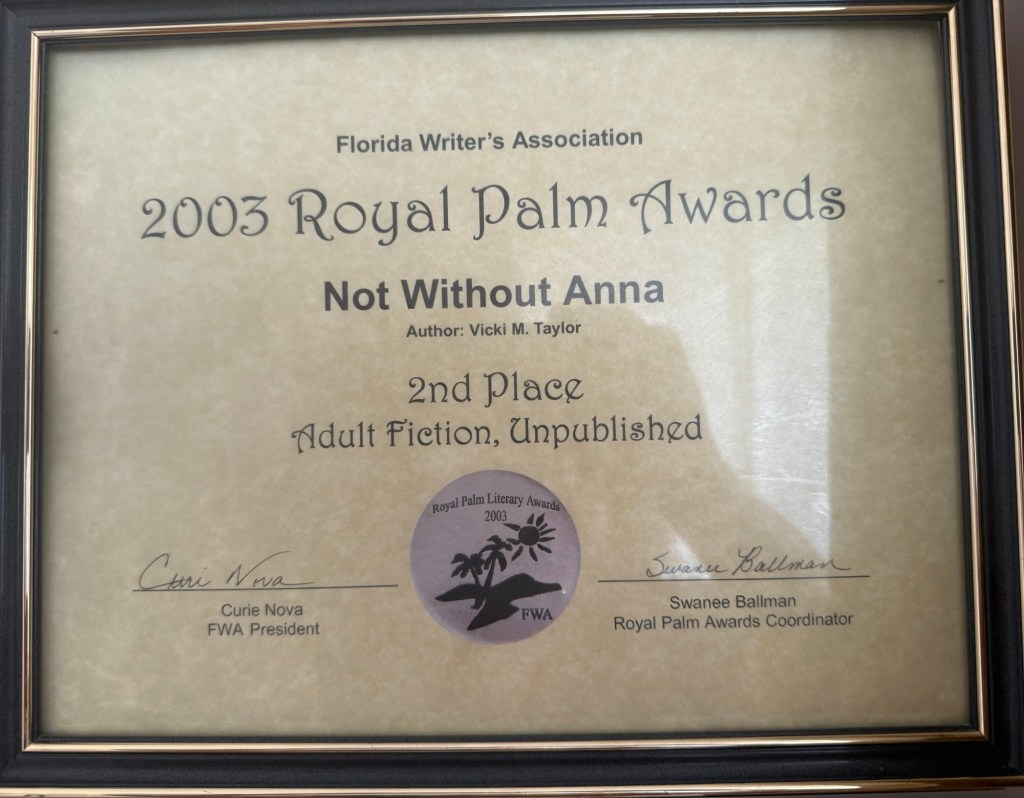 Florida Writer's Association
2003 Royal Palm Awards
Not Without Anna
Author: Vicki M. Taylor
2nd Place
Adult Fiction, Unpublished
Royal Palm Literary Awards
2003
FWA
Curi Nova
Curie Nova
FWA President
Swanee Ballman
Swanee Ballman
Royal Palm Awards Coordinator